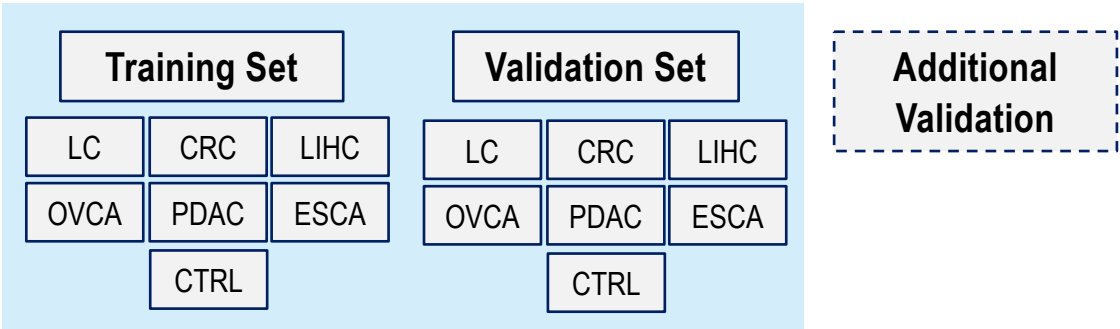 Training Set
LC CRC LIHC
OVCA PDAC ESCA
CTRL
Validation Set
LC CRC LIHC
OVCA PDAC ESCA
CTRL
Additional
Validation